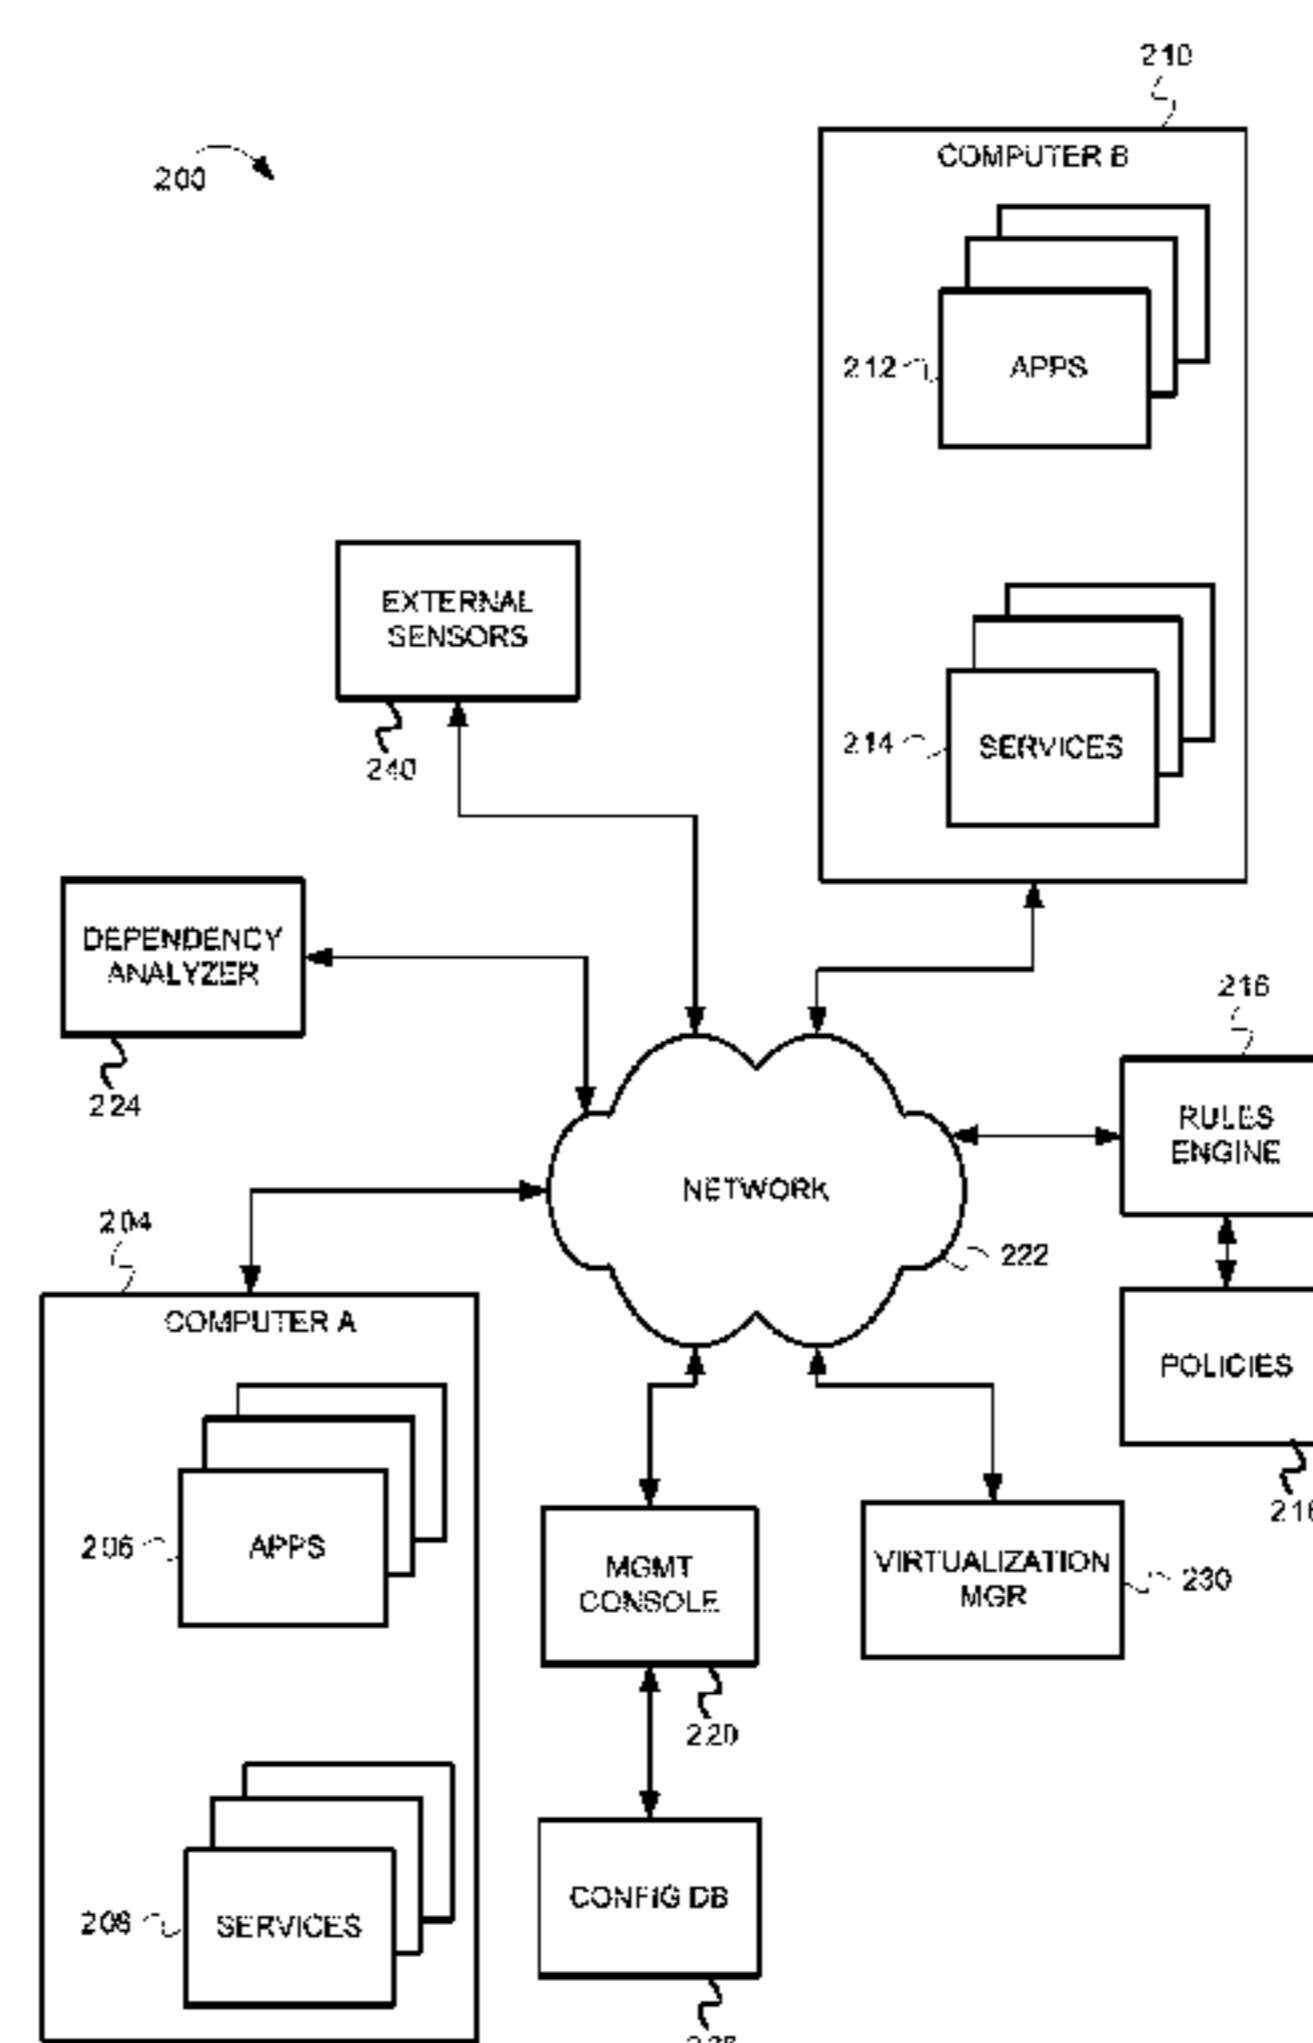 210
200
COMPUTER B
212
APPS
EXTERNAL
SENSORS
214
SERVICES
240
DEPENDENCY
ANALYZER
216
224
RULES
ENGINE
NETWORK
204
222
COMPUTER A
POLICIES
206
APPS
MGMT
CONSOLE
VIRTUALIZATION
MGR
230
220
CONFIG DB
208
SERVICES